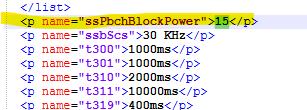 </list>
<p name="ssPbchBlockPower">15</p>
<p name="ssbScs">30 KHz</p>
<p name="t300">1000ms</p>
<p name="t301">1000ms</p>
<p name="t310">2000ms</p>
<p name="t311">10000ms</p>
<p name="t319">400ms</p>